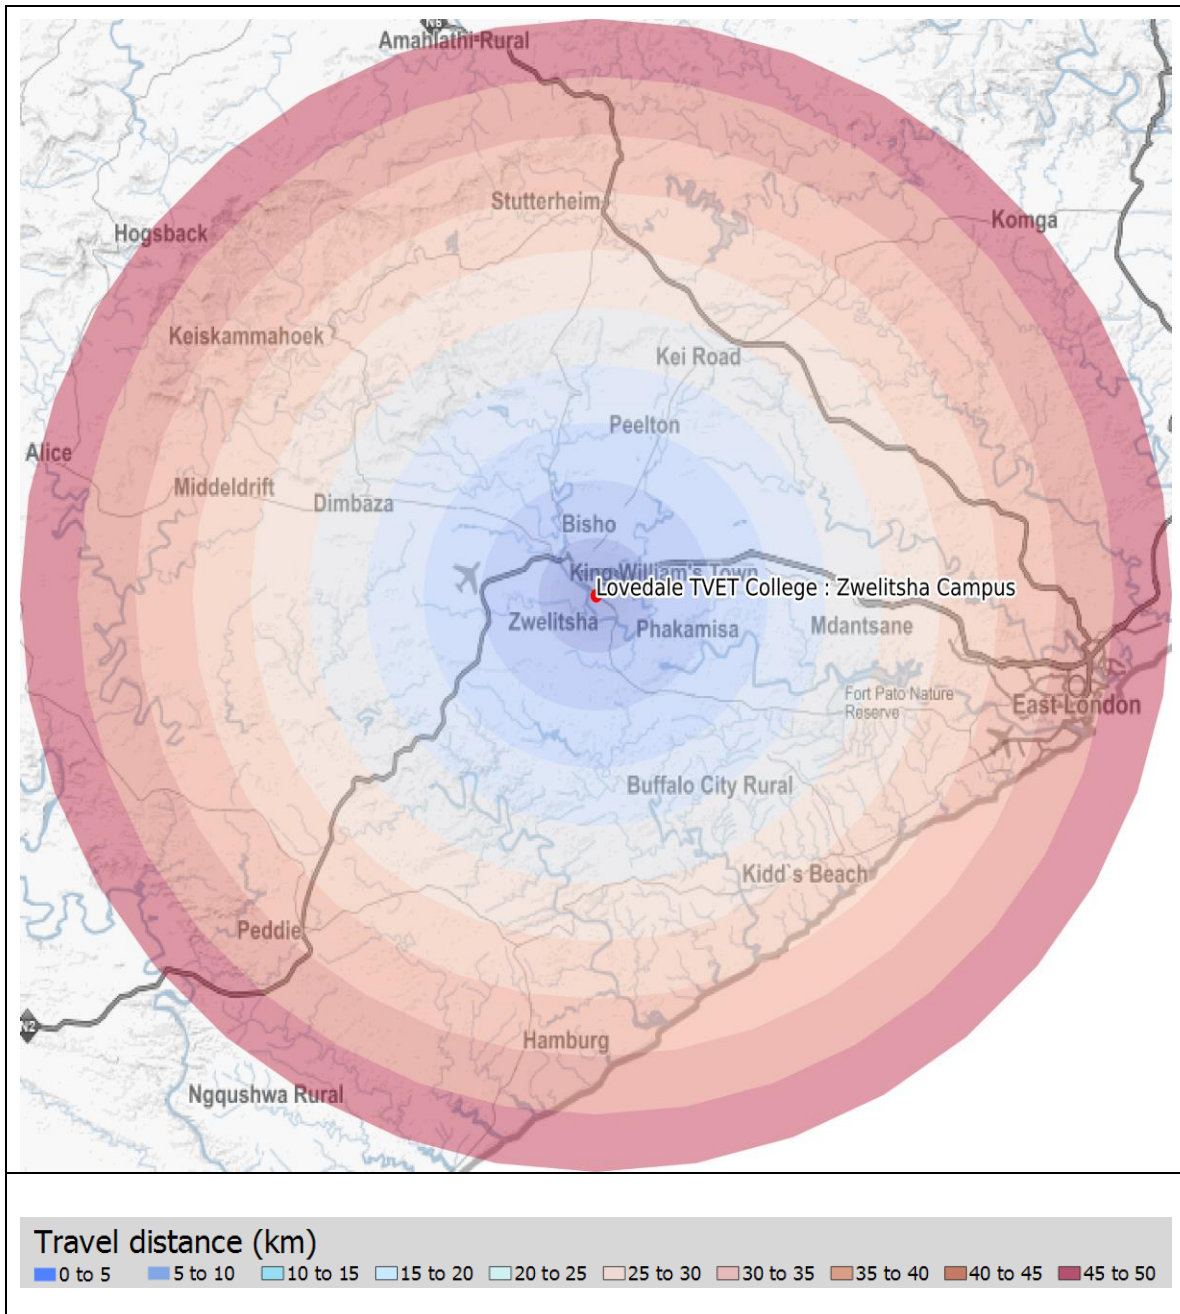 N6
Amahlathi-Rural
Stutterheim
Hogsback
Komga
Keiskammahoek
Kei Road
Peelton
Alice
Middeldrift
Dimbaza
Bisho
King-William's Town
Lovedale TVET College : Zwelitsha Campus
Zwelitsha
Phakamisa
Mdantsane
Fort Pato Nature
Reserve
East-London
Buffalo City Rural
Kidd`s Beach
Peddie
N2
Hamburg
Ngqushwa Rural
Travel distance (km)
0 to 5 5 to 10 10 to 15 15 to 20 20 to 25 25 to 30 30 to 35 35 to 40 40 to 45 45 to 50